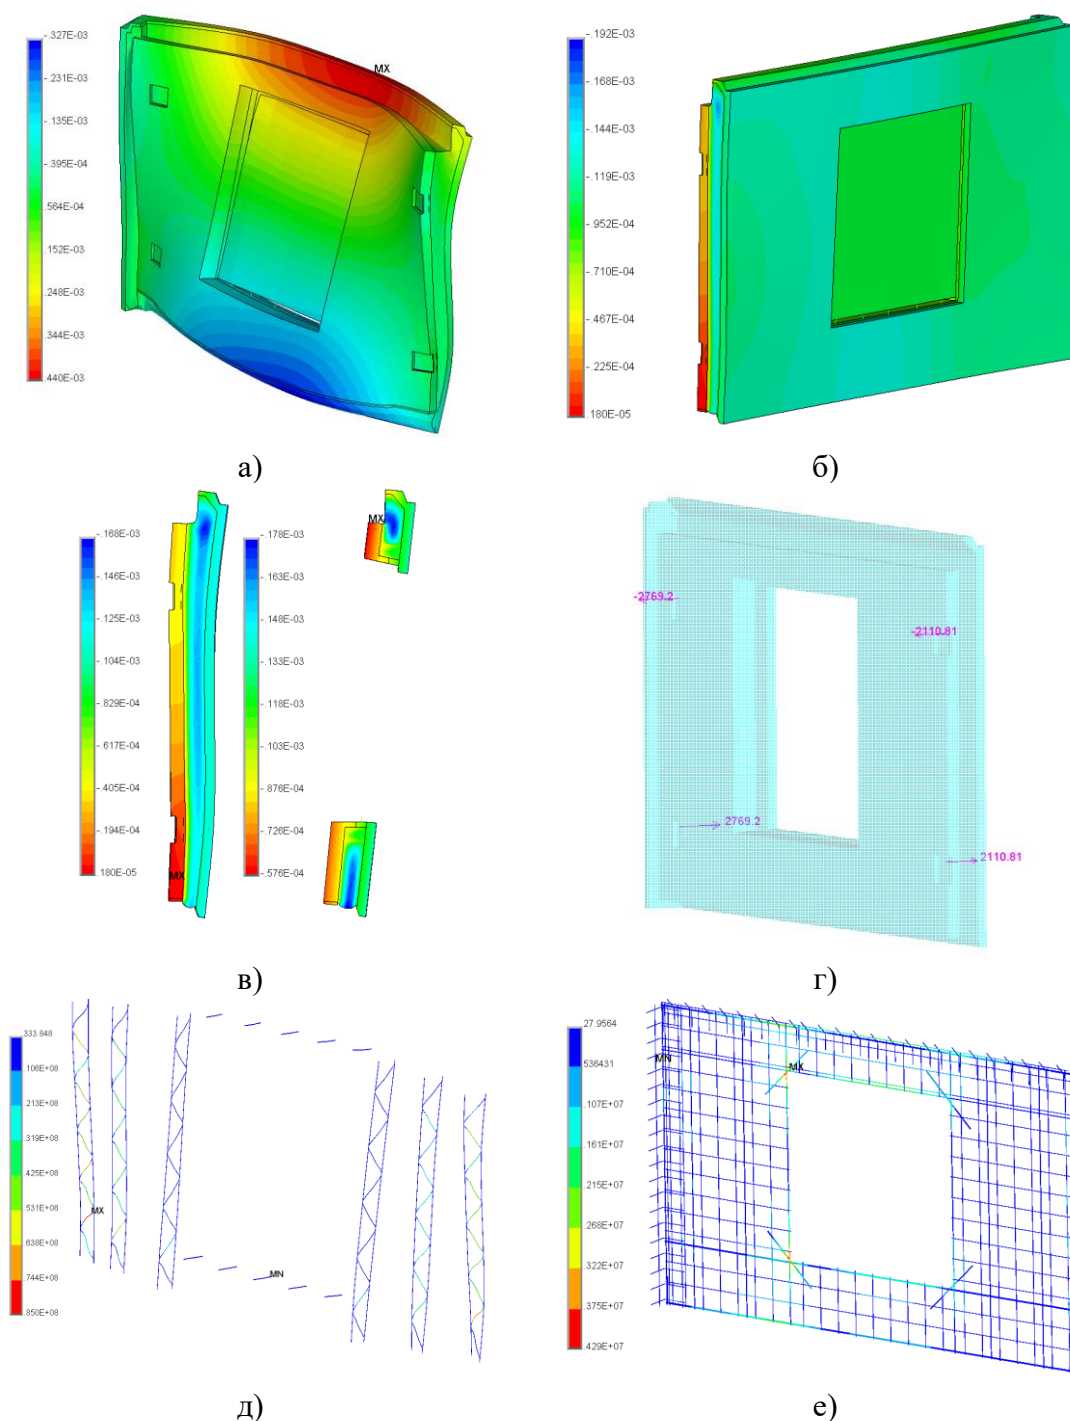 -.327E-03
MX
-.231E-03
-.135E-03
-.395E-04
.564E-04
.152E-03
.248E-03
.344E-03
.440E-03
а)
-.192E-03
-.168E-03
-.144E-03
-.119E-03
-.952E-04
-.710E-04
-.467E-04
-.225E-04
.180E-05
б)
-.168E-03
-.146E-03
-.125E-03
-.104E-03
-.829E-04
-.617E-04
-.405E-04
-.194E-04
.180E-05
MX
-.178E-03
-.163E-03
-.148E-03
-.133E-03
-.118E-03
-.103E-03
-.876E-04
-.726E-04
-.576E-04
MX
в)
-2769.2
-2110.81
2769.2
2110.81
г)
333.848
.106E+08
.213E+08
.319E+08
.425E+08
.531E+08
.638E+08
.744E+08
.850E+08
MX
MN
д)
27.9564
536431
.107E+07
.161E+07
.215E+07
.268E+07
.322E+07
.375E+07
.429E+07
MN
MX
е)